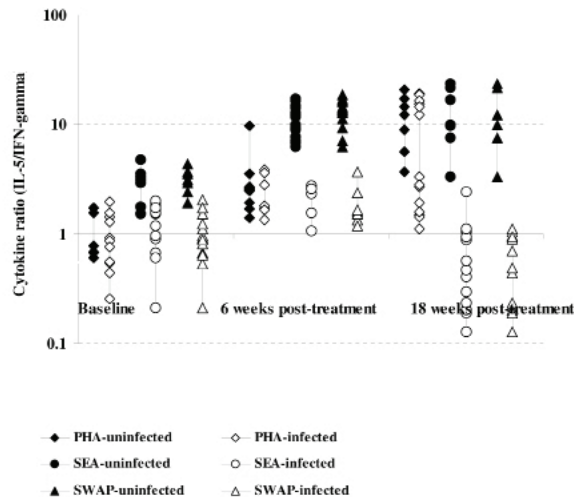 100
10
1
0.1
Cytokine ratio (IL-5/IFN-gamma
Baseline
6 weeks post-treatment
18 weeks post-treatment
PHA-uninfected
PHA-infected
SEA-uninfected
SEA-infected
SWAP-uninfected
SWAP-infected